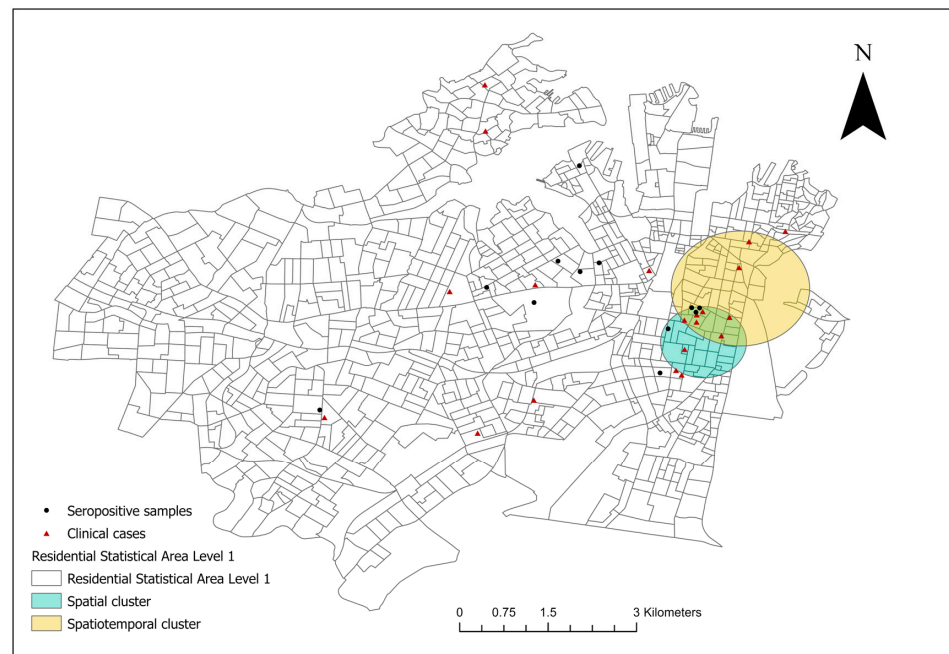 N
Seropositive samples
Clinical cases
Residential Statistical Area Level 1
Residential Statistical Area Level 1
Spatial cluster
Spatiotemporal cluster
0 0.75 1.5 3 Kilometers